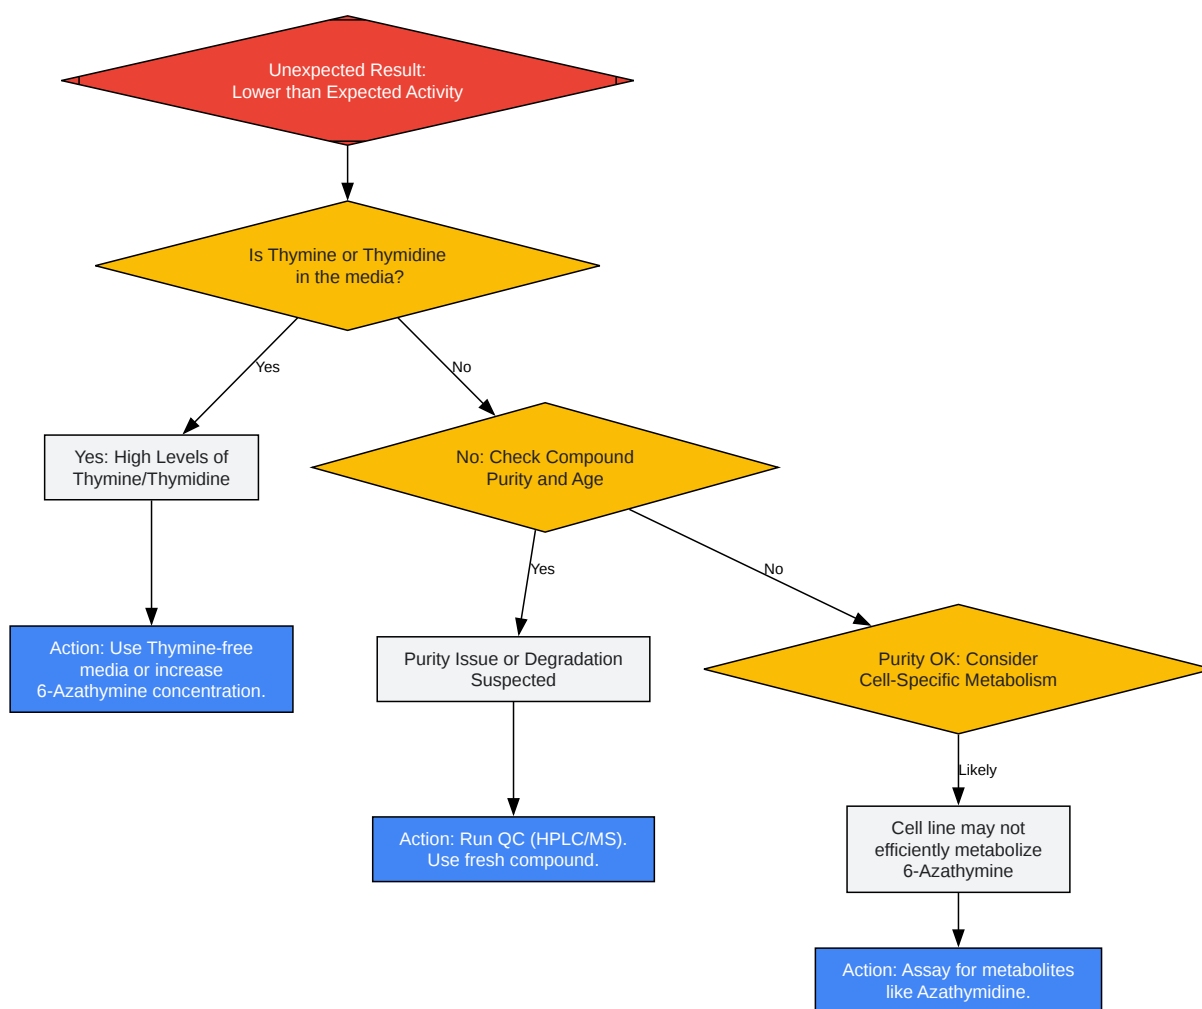 Unexpected Result:
Lower than Expected Activity
Is Thymine or Thymidine
in the media?
Yes
No
Yes: High Levels of
Thymine/Thymidine
No: Check Compound
Purity and Age
Yes
No
Action: Use Thymine-free
media or increase
6-Azathymine concentration.
Purity Issue or Degradation
Suspected
Purity OK: Consider
Cell-Specific Metabolism
Likely
Action: Run QC (HPLC/MS).
Use fresh compound.
Cell line may not
efficiently metabolize
6-Azathymine
Action: Assay for metabolites
like Azathymidine.